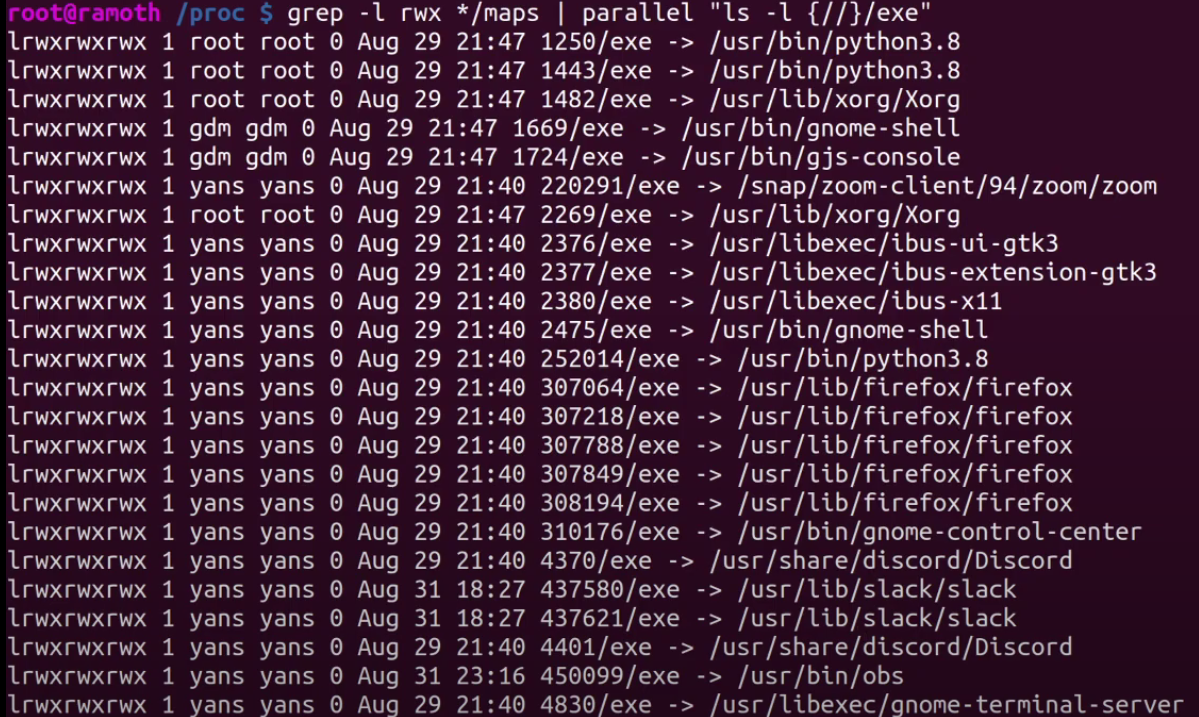 root@ramoth /proc $ grep -l rwx */maps | parallel "ls -l {//}/exe"
lrwxrwxrwx 1 root root 0 Aug 29 21:47 1250/exe -> /usr/bin/python3.8
lrwxrwxrwx 1 root root 0 Aug 29 21:47 1443/exe -> /usr/bin/python3.8
lrwxrwxrwx 1 root root 0 Aug 29 21:47 1482/exe -> /usr/lib/xorg/Xorg
lrwxrwxrwx 1 gdm gdm 0 Aug 29 21:47 1669/exe -> /usr/bin/gnome-shell
lrwxrwxrwx 1 gdm gdm 0 Aug 29 21:47 1724/exe -> /usr/bin/gjs-console
lrwxrwxrwx 1 yans yans 0 Aug 29 21:40 220291/exe -> /snap/zoom-client/94/zoom/zoom
lrwxrwxrwx 1 root root 0 Aug 29 21:47 2269/exe -> /usr/lib/xorg/Xorg
lrwxrwxrwx 1 yans yans 0 Aug 29 21:40 2376/exe -> /usr/libexec/ibus-ui-gtk3
lrwxrwxrwx 1 yans yans 0 Aug 29 21:40 2377/exe -> /usr/libexec/ibus-extension-gtk3
lrwxrwxrwx 1 yans yans 0 Aug 29 21:40 2380/exe -> /usr/libexec/ibus-x11
lrwxrwxrwx 1 yans yans 0 Aug 29 21:40 2475/exe -> /usr/bin/gnome-shell
lrwxrwxrwx 1 yans yans 0 Aug 29 21:40 252014/exe -> /usr/bin/python3.8
lrwxrwxrwx 1 yans yans 0 Aug 29 21:40 307064/exe -> /usr/lib/firefox/firefox
lrwxrwxrwx 1 yans yans 0 Aug 29 21:40 307218/exe -> /usr/lib/firefox/firefox
lrwxrwxrwx 1 yans yans 0 Aug 29 21:40 307788/exe -> /usr/lib/firefox/firefox
lrwxrwxrwx 1 yans yans 0 Aug 29 21:40 307849/exe -> /usr/lib/firefox/firefox
lrwxrwxrwx 1 yans yans 0 Aug 29 21:40 308194/exe -> /usr/lib/firefox/firefox
lrwxrwxrwx 1 yans yans 0 Aug 29 21:40 310176/exe -> /usr/bin/gnome-control-center
lrwxrwxrwx 1 yans yans 0 Aug 29 21:40 4370/exe -> /usr/share/discord/Discord
lrwxrwxrwx 1 yans yans 0 Aug 31 18:27 437580/exe -> /usr/lib/slack/slack
lrwxrwxrwx 1 yans yans 0 Aug 31 18:27 437621/exe -> /usr/lib/slack/slack
lrwxrwxrwx 1 yans yans 0 Aug 29 21:40 4401/exe -> /usr/share/discord/Discord
lrwxrwxrwx 1 yans yans 0 Aug 31 23:16 450099/exe -> /usr/bin/obs
lrwxrwxrwx 1 yans yans 0 Aug 29 21:40 4830/exe -> /usr/libexec/gnome-terminal-server